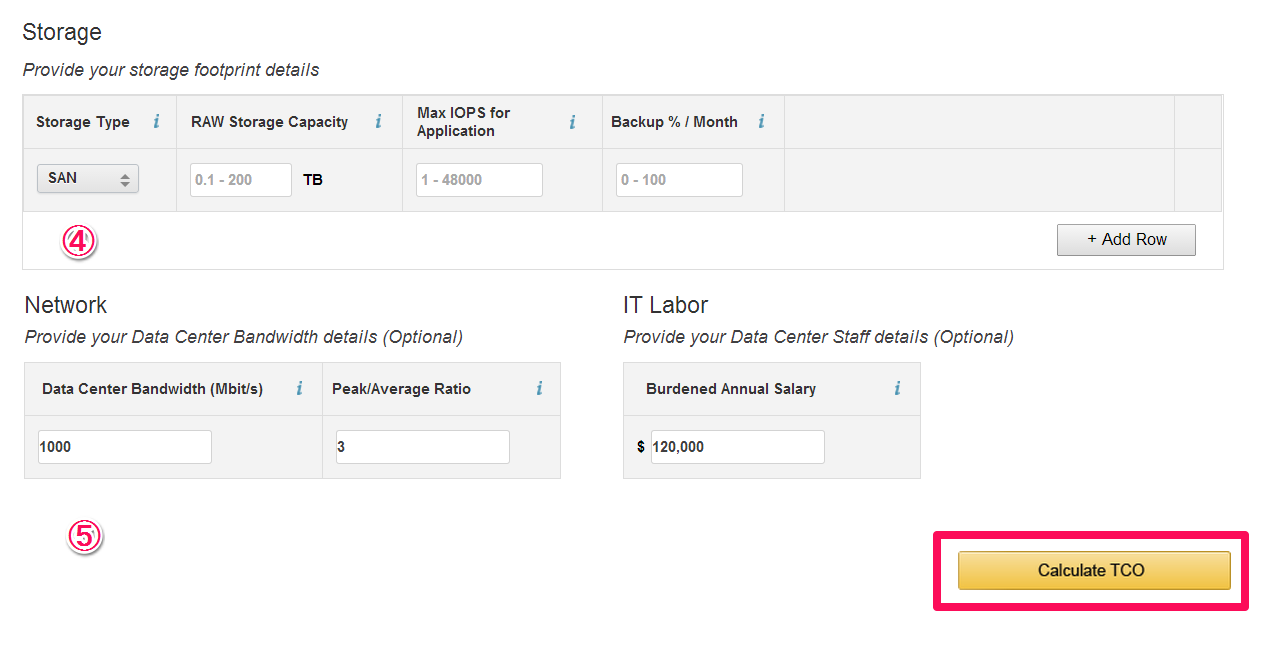 Storage
Provide your storage footprint details
Storage Type i RAW Storage Capacity i Max IOPS for Application i Backup % / Month i
SAN 0.1 - 200 TB 1 - 48000 0 - 100
④
+ Add Row
Network
Provide your Data Center Bandwidth details (Optional)
Data Center Bandwidth (Mbit/s) i Peak/Average Ratio i
1000 3
IT Labor
Provide your Data Center Staff details (Optional)
Burdened Annual Salary i
$ 120,000
⑤
Calculate TCO